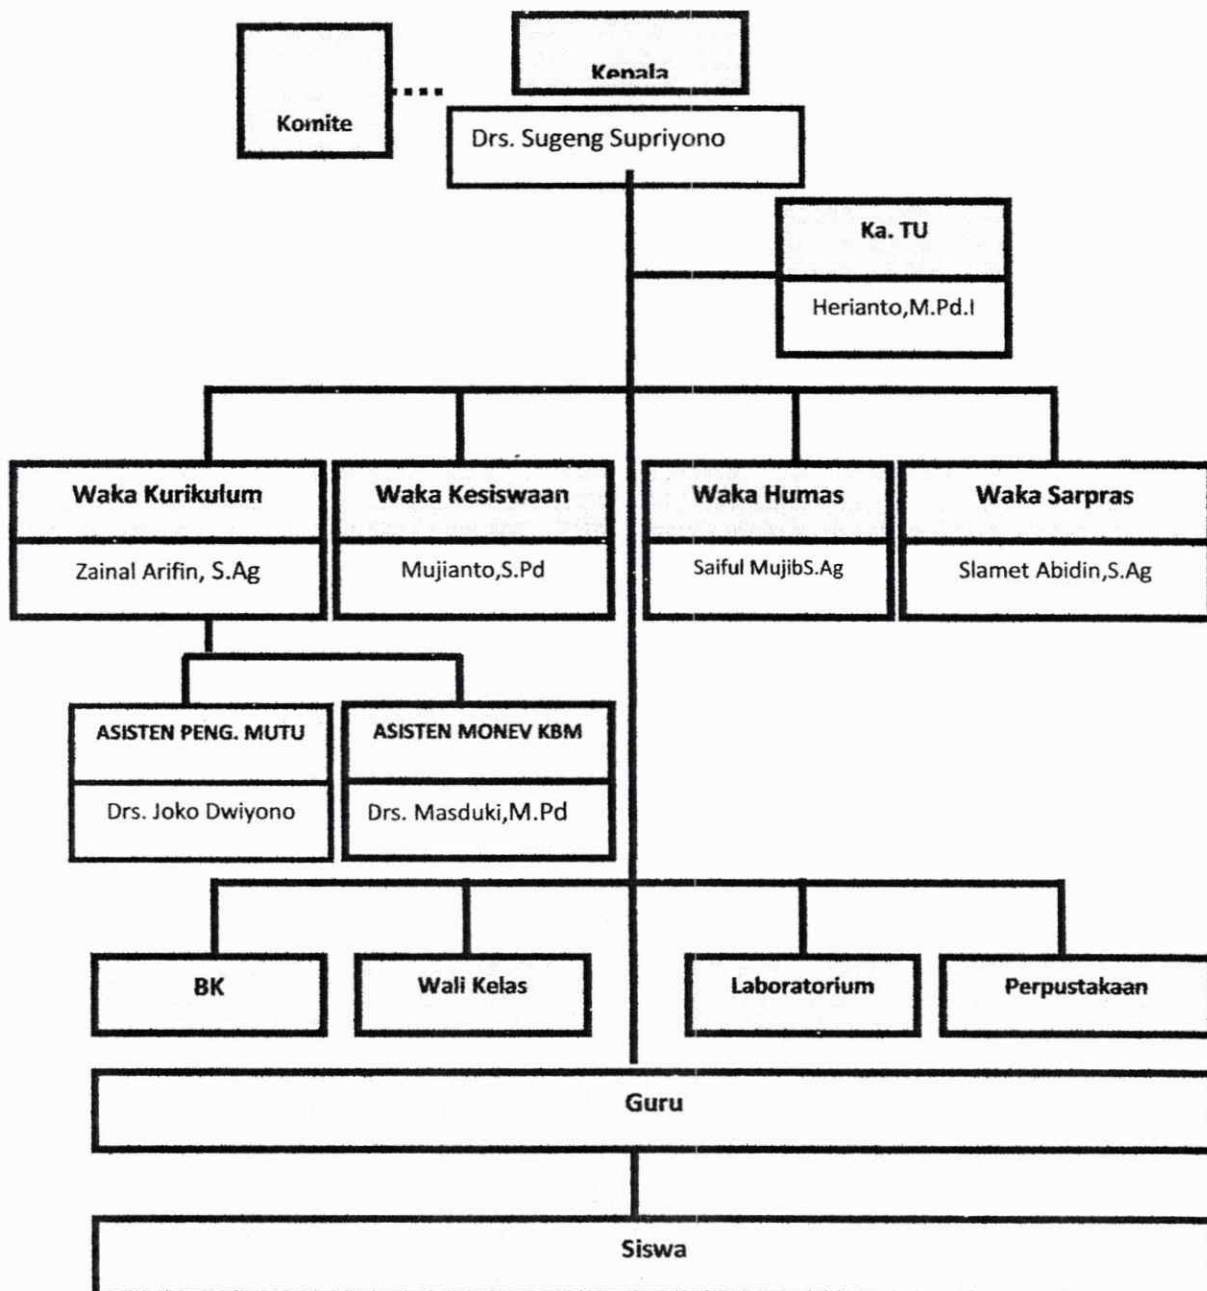 Kepala
Komite
Drs. Sugeng Supriyono
Ka. TU
Herianto,M.Pd.I
Waka Kurikulum
Waka Kesiswaan
Waka Humas
Waka Sarpras
Zainal Arifin, S.Ag
Mujianto,S.Pd
Saiful MujibS.Ag
Slamet Abidin,S.Ag
ASISTEN PENG. MUTU
ASISTEN MONEV KBM
Drs. Joko Dwiyono
Drs. Masduki,M.Pd
BK
Wali Kelas
Laboratorium
Perpustakaan
Guru
Siswa